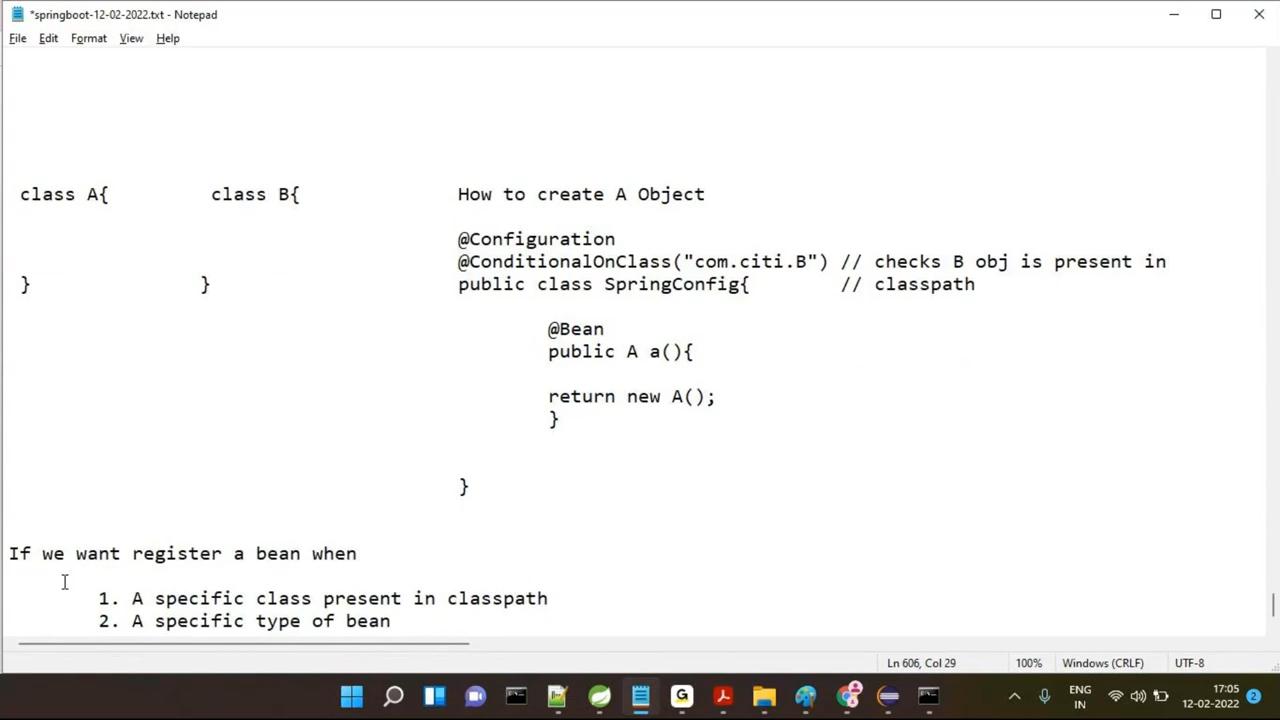 *springboot-12-02-2022.txt - Notepad
File Edit Format View Help
class A{ class B{ How to create A Object
@Configuration
@ConditionalOnClass("com.citi.B") // checks B obj is present in
} } public class SpringConfig{ // classpath
@Bean
public A a(){
return new A();
}
}
If we want register a bean when
1. A specific class present in classpath
2. A specific type of bean
Ln 606, Col 29 100% Windows (CRLF) UTF-8
ENG 17:05
IN 12-02-2022 2